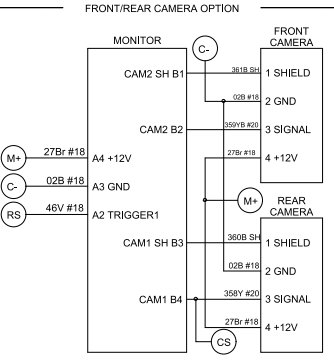 FRONT/REAR CAMERA OPTION
FRONT
CAMERA
MONITOR
C-
CAM2 SH B1
361B SH
1 SHIELD
02B #18
2 GND
CAM2 B2
359YB #20
3 SIGNAL
M+
27Br #18
A4 +12V
27Br #18
4 +12V
C-
02B #18
A3 GND
M+
RS
46V #18
A2 TRIGGER1
REAR
CAMERA
CAM1 SH B3
360B SH
1 SHIELD
02B #18
2 GND
CAM1 B4
358Y #20
3 SIGNAL
27Br #18
4 +12V
CS